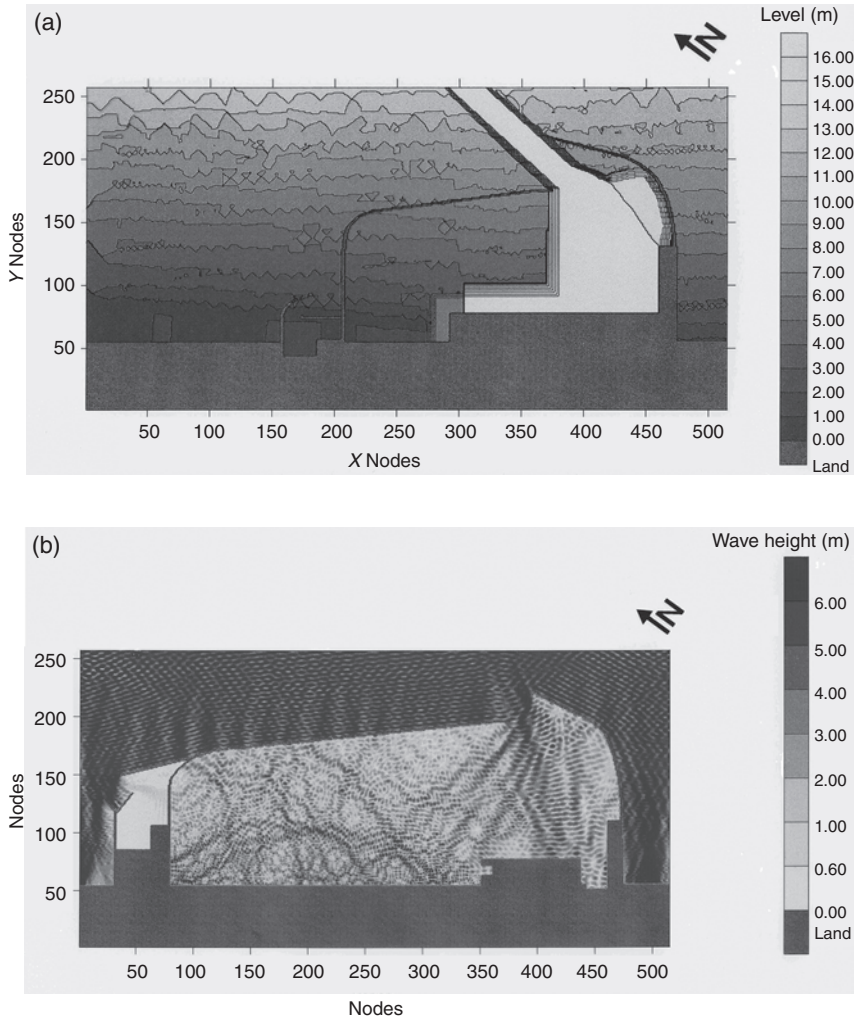 (a)
N
Level (m)
16.00
15.00
14.00
13.00
12.00
11.00
10.00
9.00
8.00
7.00
6.00
5.00
4.00
3.00
2.00
1.00
0.00
Land
250
200
150
100
50
Y Nodes
50 100 150 200 250 300 350 400 450 500
X Nodes
(b)
N
Wave height (m)
6.00
5.00
4.00
3.00
2.00
1.00
0.60
0.00
Land
250
200
150
100
50
Nodes
50 100 150 200 250 300 350 400 450 500
Nodes